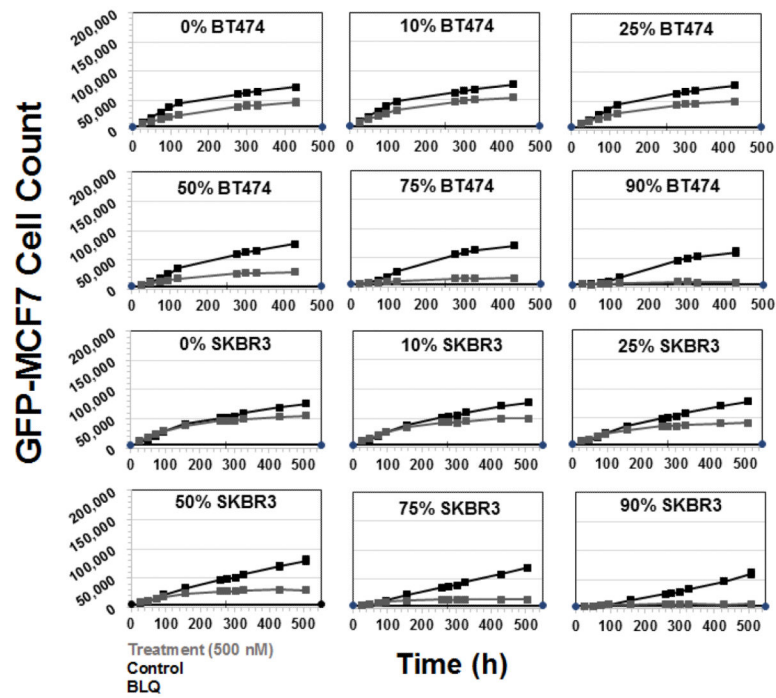 GFP-MCF7 Cell Count
0% BT474
10% BT474
25% BT474
200,000
150,000
100,000
50,000
0
0 100 200 300 400 500
0 100 200 300 400 500
0 100 200 300 400 500
50% BT474
75% BT474
90% BT474
200,000
150,000
100,000
50,000
0
0 100 200 300 400 500
0 100 200 300 400 500
0 100 200 300 400 500
0% SKBR3
10% SKBR3
25% SKBR3
200,000
150,000
100,000
50,000
0
0 100 200 300 400 500
0 100 200 300 400 500
0 100 200 300 400 500
50% SKBR3
75% SKBR3
90% SKBR3
200,000
150,000
100,000
50,000
0
0 100 200 300 400 500
0 100 200 300 400 500
0 100 200 300 400 500
Treatment (500 nM)
Control
BLQ
Time (h)